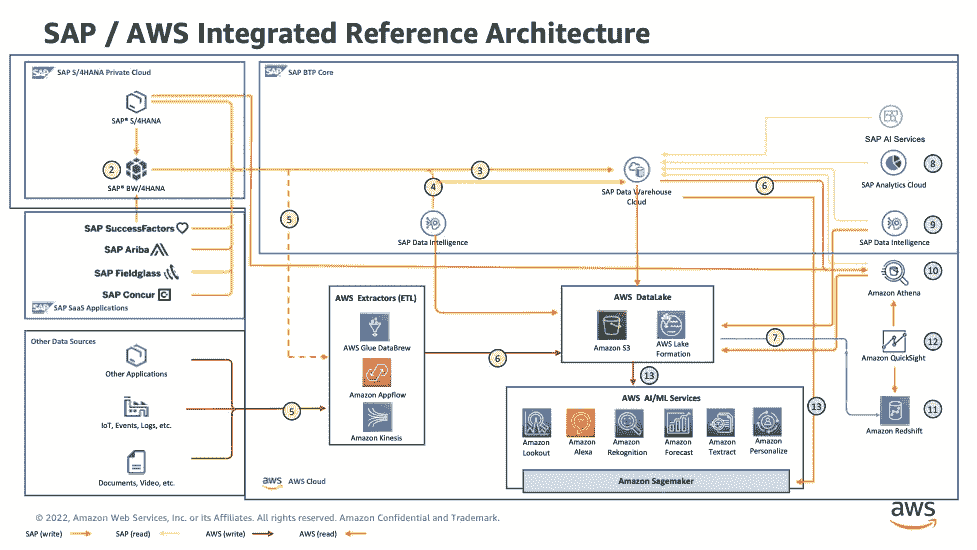 SAP / AWS Integrated Reference Architecture
SAP SAP S/4HANA Private Cloud
SAP® S/4HANA
2
SAP® BW/4HANA
SAP SuccessFactors
SAP Ariba
SAP Fieldglass
SAP Concur C
SAP SAP SaaS Applications
Other Data Sources
Other Applications
IoT, Events, Logs, etc.
Documents, Video, etc.
SAP SAP BTP Core
3
4
5
SAP Data Intelligence
SAP Data Warehouse
Cloud
6
SAP AI Services
SAP Analytics Cloud
8
SAP Data Intelligence
9
Amazon Athena
10
Amazon QuickSight
12
Amazon Redshift
11
AWS Extractors (ETL)
AWS Glue DataBrew
Amazon Appflow
Amazon Kinesis
5
6
AWS DataLake
Amazon S3
AWS Lake
Formation
7
13
13
AWS AI/ML Services
Amazon
Lookout
Amazon
Alexa
Amazon
Rekognition
Amazon
Forecast
Amazon
Textract
Amazon
Personalize
Amazon Sagemaker
aws AWS Cloud
© 2022, Amazon Web Services, Inc. or its Affiliates. All rights reserved. Amazon Confidential and Trademark.
aws
SAP (write)
SAP (read)
AWS (write)
AWS (read)